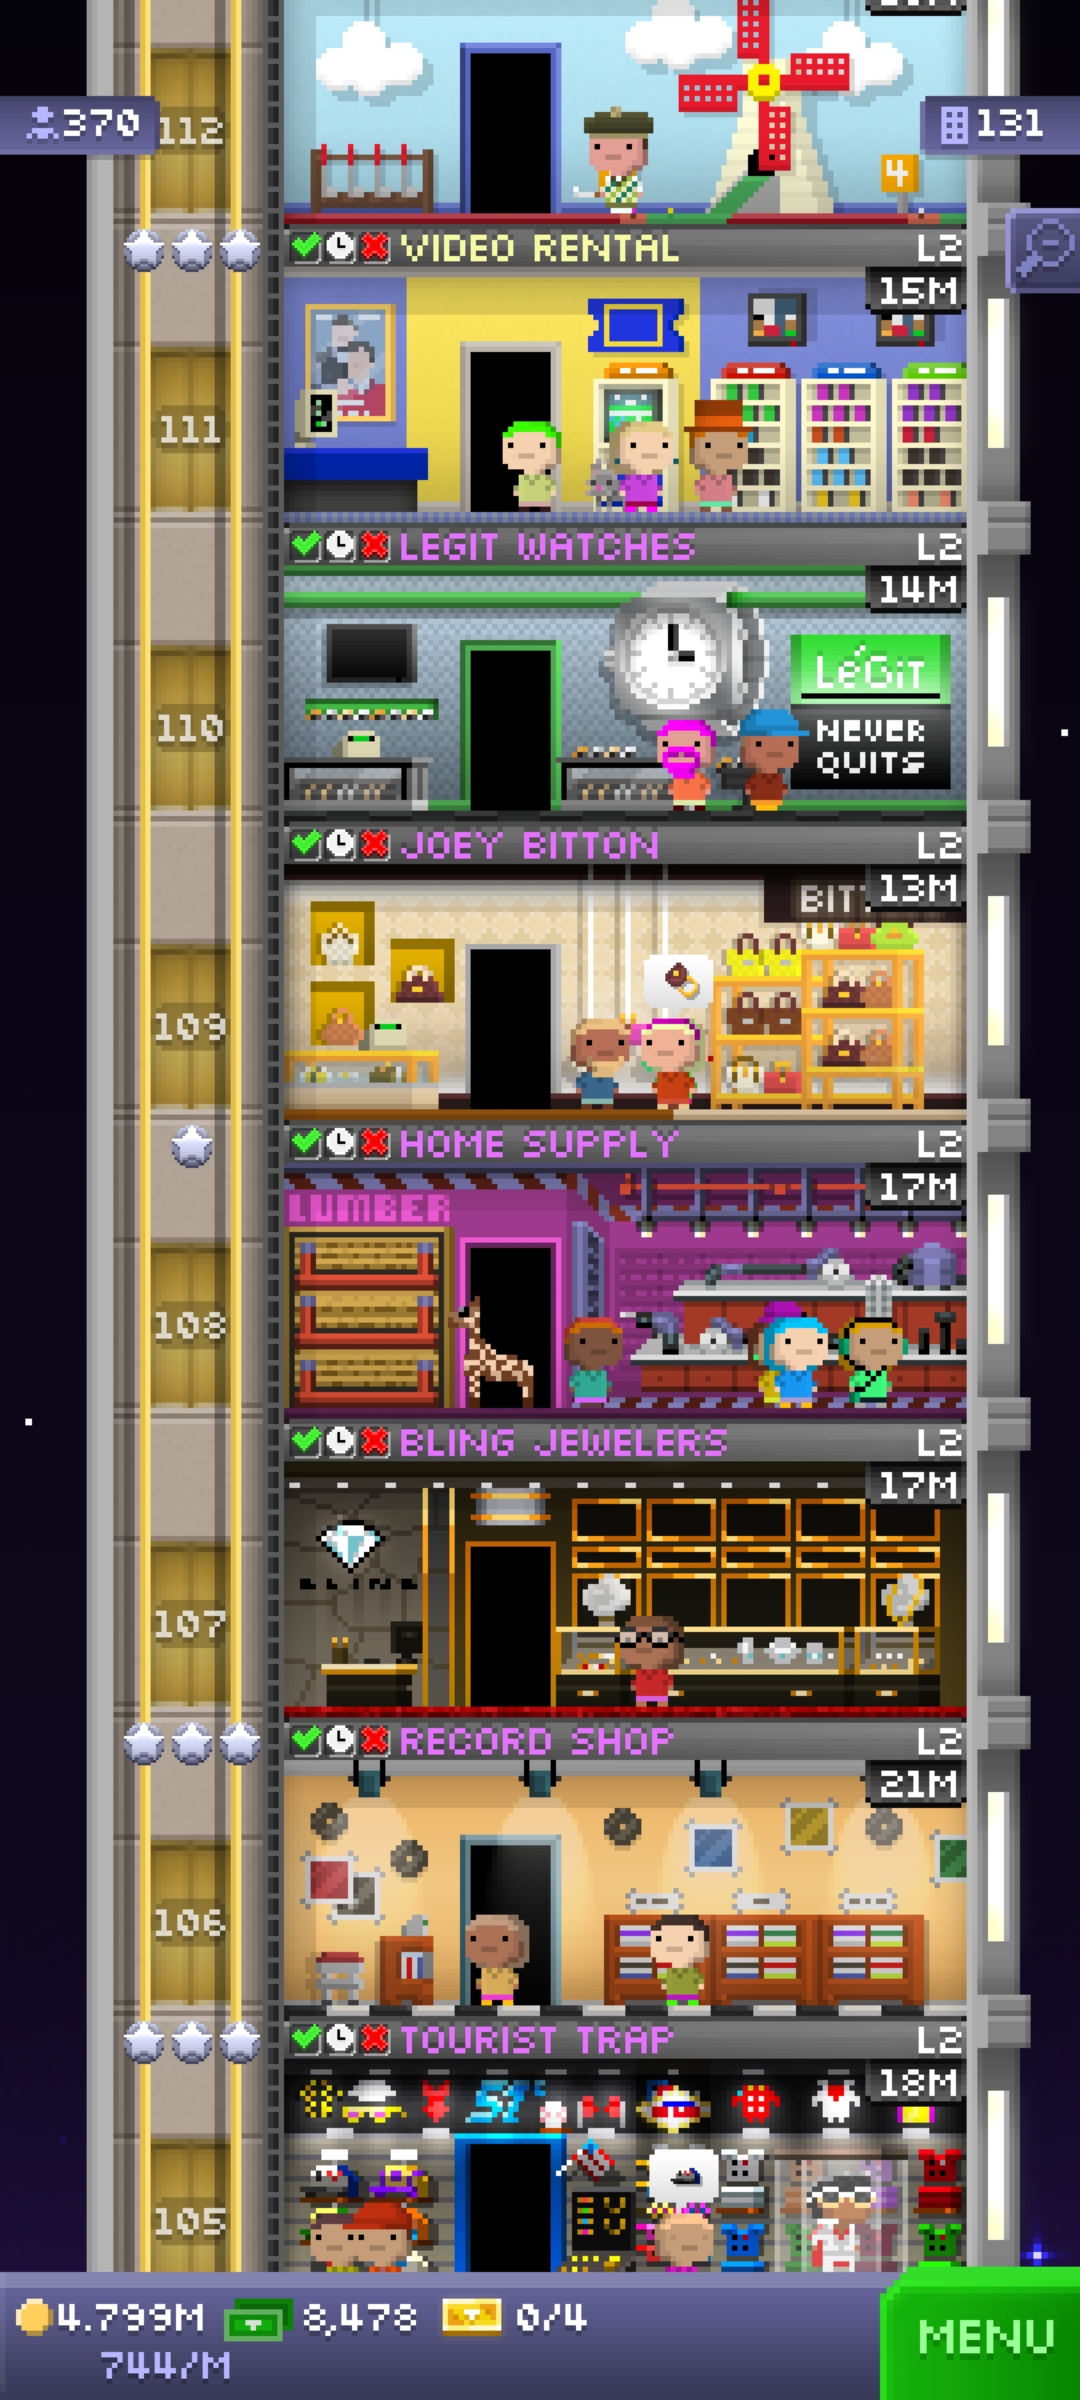 370
112
131
4
VIDEO RENTAL L2
15M
111
LEGIT WATCHES L2
14M
LéGiT
NEVER
QUITS
110
JOEY BITTON L2
13M
109
HOME SUPPLY L2
17M
LUMBER
108
BLING JEWELERS L2
17M
BLING
107
RECORD SHOP L2
21M
106
TOURIST TRAP L2
18M
105
4.799M 8,478 0/4
744/M
MENU